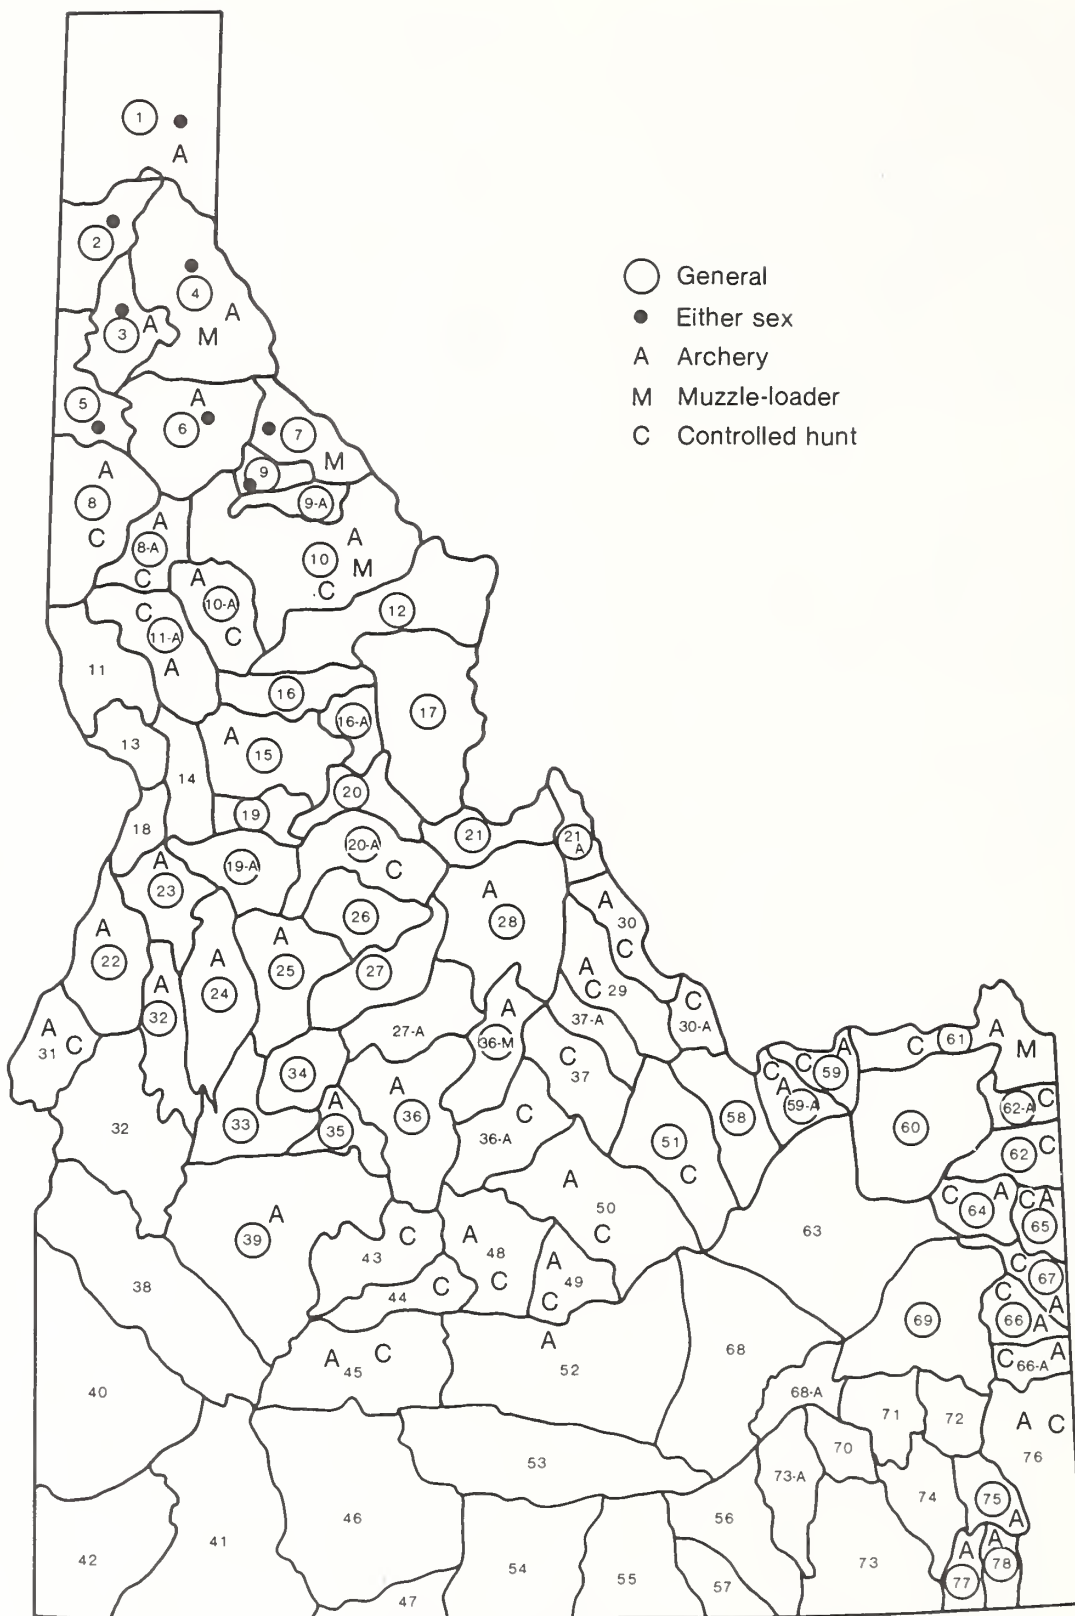 1
A
2
General
4
Either sex
3
A
A
M
Archery
Muzzle-loader
A
5
6
7
Controlled hunt
M
A
9
8
9-A
C
A
8-A
A
10
M
C
A
C
10-A
12
C
11-A
C
11
A
16
17
16-A
13
A
15
14
20
19
18
21
21 A
20-A
A
19-A
C
23
A
A
26
28
30
A
A
C
22
A
25
27
A
24
A
C
29
A
32
A
C
37-A
30-A
A
C
31
27-A
36-M
A
C
61
M
C
C
59
37
34
C
A
A
A
59-A
62-A
C
36
C
58
60
32
33
35
36-A
51
62
C
C
A
C
A
C
A
50
64
65
A
39
C
A
48
C
63
43
A
C
67
38
C
C
49
C
A
44
C
66
A
69
A
68
A
C
45
52
C
66-A
A
40
68-A
71
72
A
C
70
76
53
73-A
74
75
46
56
A
41
A
A
42
54
55
57
73
77
78
47